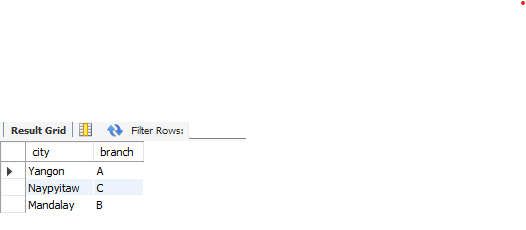 Result Grid Filter Rows:
city branch
Yangon A
Naypyitaw C
Mandalay B